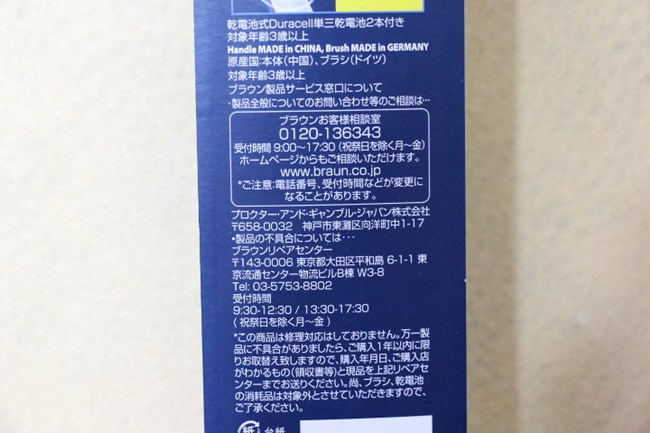 乾電池式Duracell単三乾電池2本付き
対象年齢3歳以上
Handle MADE in CHINA, Brush MADE in GERMANY
原産国:本体(中国)、ブラシ(ドイツ)
対象年齢3歳以上
ブラウン製品サービス窓口について
・製品全般についてのお問い合わせ等のご相談は…
ブラウンお客様相談室
0120-136343
受付時間 9:00~17:30 (祝祭日を除く月~金)
ホームページからもご相談いただけます。
www.braun.co.jp
*ご注意:電話番号、受付時間などが変更に
なることがあります。
プロクター・アンド・ギャンブル・ジャパン株式会社
〒658-0032 神戸市東灘区向洋町中1-17
・製品の不具合については・・・
ブラウンリペアセンター
〒143-0006 東京都大田区平和島 6-1-1 東
京流通センター物流ビルB棟 W3-8
Tel: 03-5753-8802
受付時間
9:30-12:30 / 13:30-17:30
( 祝祭日を除く月~金 )
*この商品は修理対応はしておりません。万一製
品に不具合がありましたら、ご購入1年以内に限
りお取替え致しますので、購入年月日、ご購入店
がわかるもの(領収書等)と現品を上記リペアセ
ンターまでお送りください。尚、ブラシ、乾電池
の消耗品は対象外とさせていただきますので、
ご了承ください。
紙 台紙